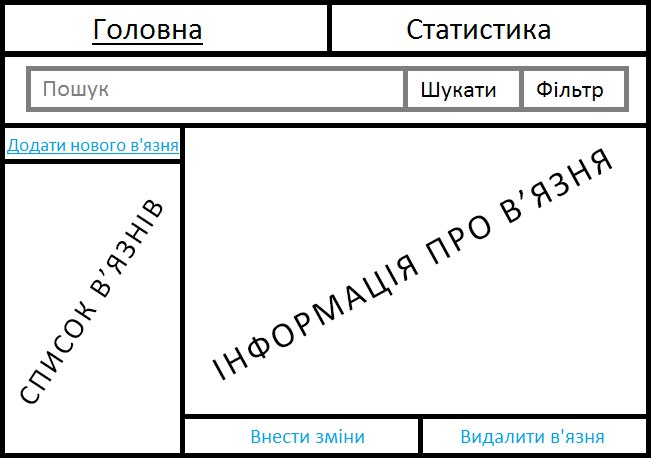 Головна
Статистика
Пошук
Шукати
Фільтр
Додати нового в'язня
СПИСОК В’ЯЗНІВ
ІНФОРМАЦІЯ ПРО В’ЯЗНЯ
Внести зміни
Видалити в'язня